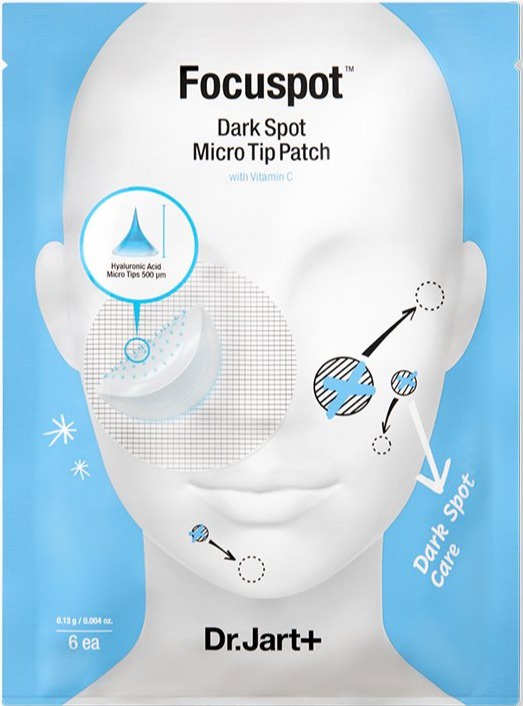 Focuspot™
Dark Spot
Micro Tip Patch
with Vitamin C
Hyaluronic Acid
Micro Tips 500 μm
Dark Spot
Care
0.13 g / 0.004 oz.
6 ea
Dr.Jart+